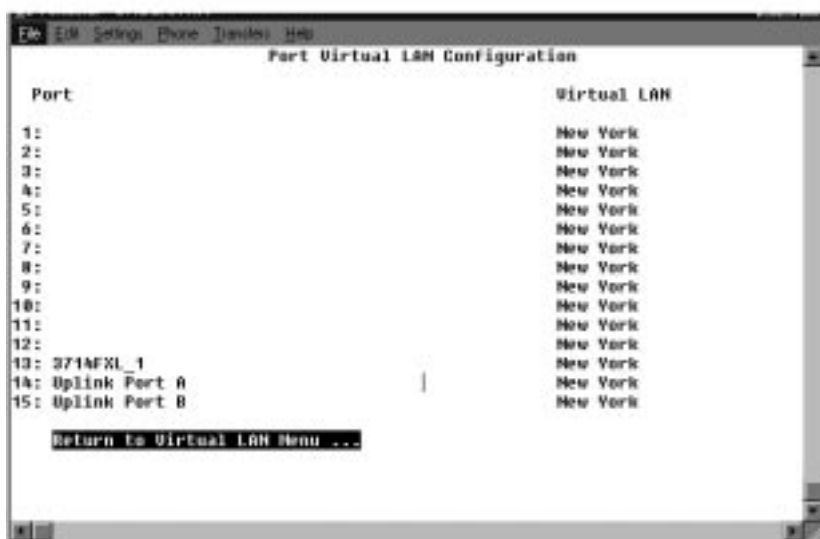 File Edit Settings Phone Transfers Help
Port Virtual LAN Configuration
Port Virtual LAN
1: New York
2: New York
3: New York
4: New York
5: New York
6: New York
7: New York
8: New York
9: New York
10: New York
11: New York
12: New York
13: 3714FXL_1 New York
14: Uplink Port A New York
15: Uplink Port B New York
Return to Virtual LAN Menu ...